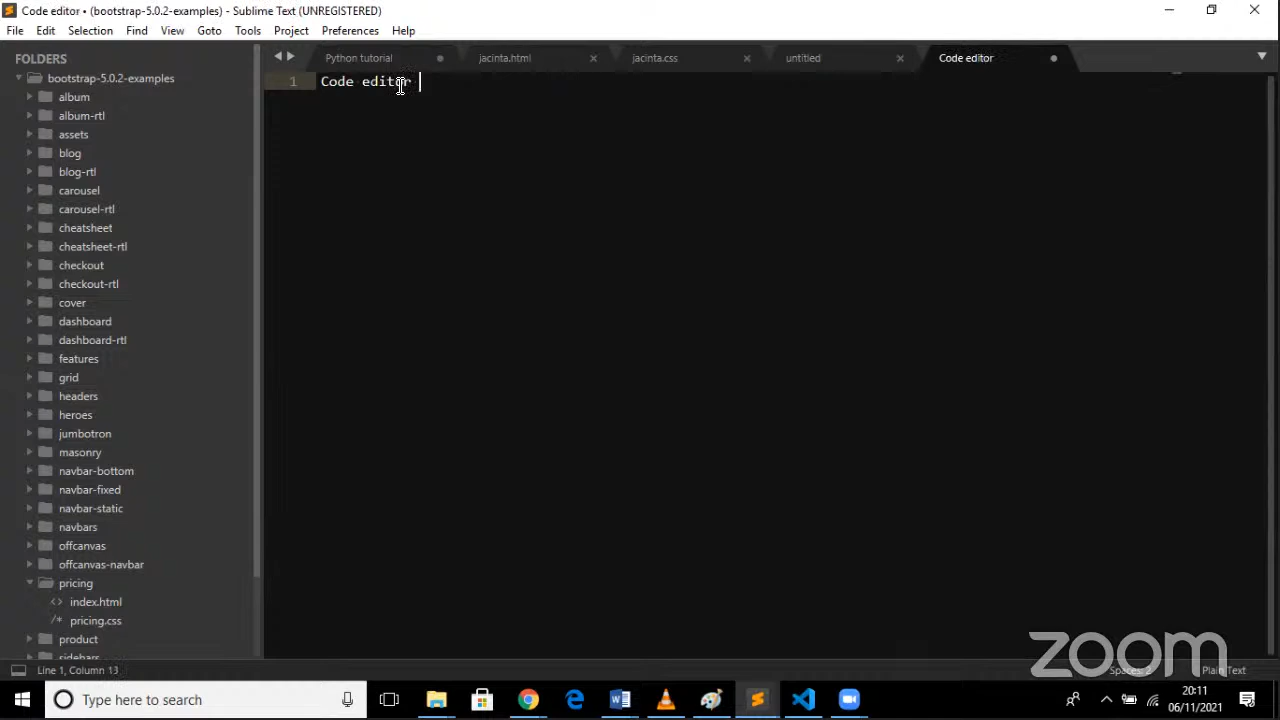 Code editor • (bootstrap-5.0.2-examples) - Sublime Text (UNREGISTERED)
File Edit Selection Find View Goto Tools Project Preferences Help
FOLDERS
bootstrap-5.0.2-examples
album
album-rtl
assets
blog
blog-rtl
carousel
carousel-rtl
cheatsheet
cheatsheet-rtl
checkout
checkout-rtl
cover
dashboard
dashboard-rtl
features
grid
headers
heroes
jumbotron
masonry
navbar-bottom
navbar-fixed
navbar-static
navbars
offcanvas
offcanvas-navbar
pricing
<> index.html
/* pricing.css
product
sidebars
Python tutorial jacinta.html jacinta.css untitled Code editor
1 Code editor
zoom
Line 1, Column 13 Spaces: 2 Plain Text
Type here to search
20:11
06/11/2021